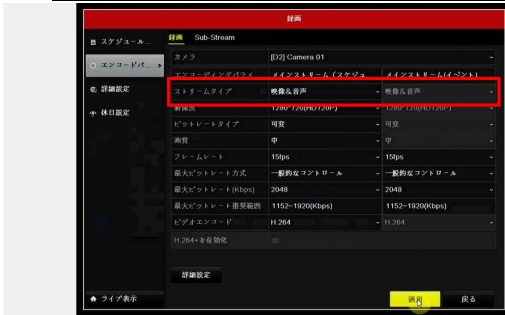 録画
録画 Sub-Stream
スケジュール...
エンコードパ...
詳細設定
休日設定
カメラ [D2] Camera 01
エンコーディングパラメ... メインストリーム (スケジュ... メインストリーム(イベント)
ストリームタイプ 映像&音声 映像&音声
解像度 1280*720(HD720P) 1280*720(HD720P)
ビットレートタイプ 可変 可変
画質 中 中
フレームレート 15fps 15fps
最大ビットレート方式 一般的なコントロール 一般的なコントロール
最大ビットレート(Kbps) 2048 2048
最大ビットレート推奨範囲 1152~1920(Kbps) 1152~1920(Kbps)
ビデオエンコード H.264 H.264
H.264+を有効化
詳細設定
ライブ表示
適用
戻る